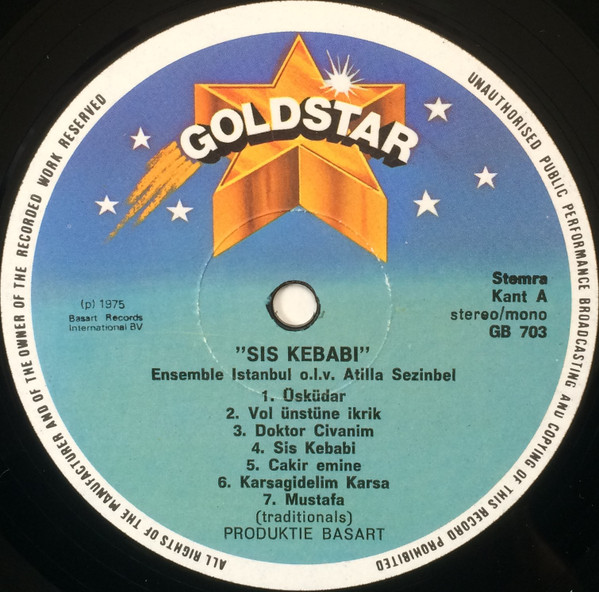 GOLDSTAR
ALL RIGHTS OF THE MANUFACTURER AND OF THE OWNER OF THE RECORDED WORK RESERVED
UNAUTHORISED PUBLIC PERFORMANCE BROADCASTING AND COPYING OF THIS RECORD PROHIBITED
(p) 1975
Basart Records
International BV
Stemra
Kant A
stereo/mono
GB 703
"SIS KEBABI"
Ensemble Istanbul o.l.v. Atilla Sezinbel
1. Üsküdar
2. Vol ünstüne ikrik
3. Doktor Civanim
4. Sis Kebabi
5. Cakir emine
6. Karsagidelim Karsa
7. Mustafa
(traditionals)
PRODUKTIE BASART